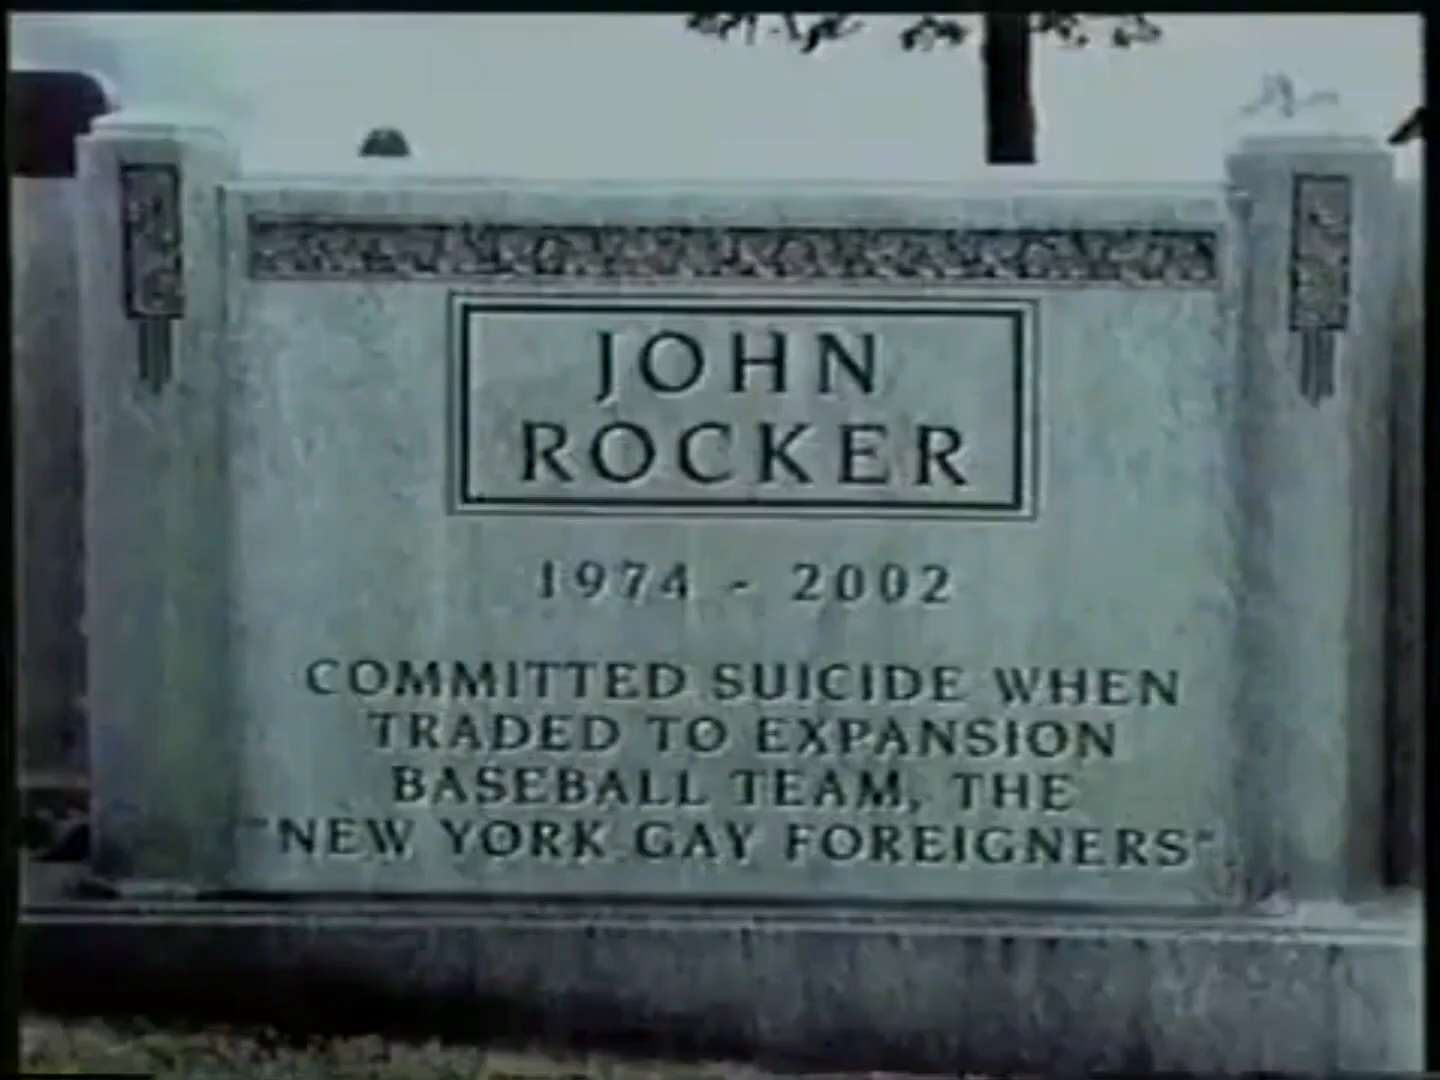 JOHN
ROCKER
1974 - 2002
COMMITTED SUICIDE WHEN
TRADED TO EXPANSION
BASEBALL TEAM, THE
"NEW YORK GAY FOREIGNERS"